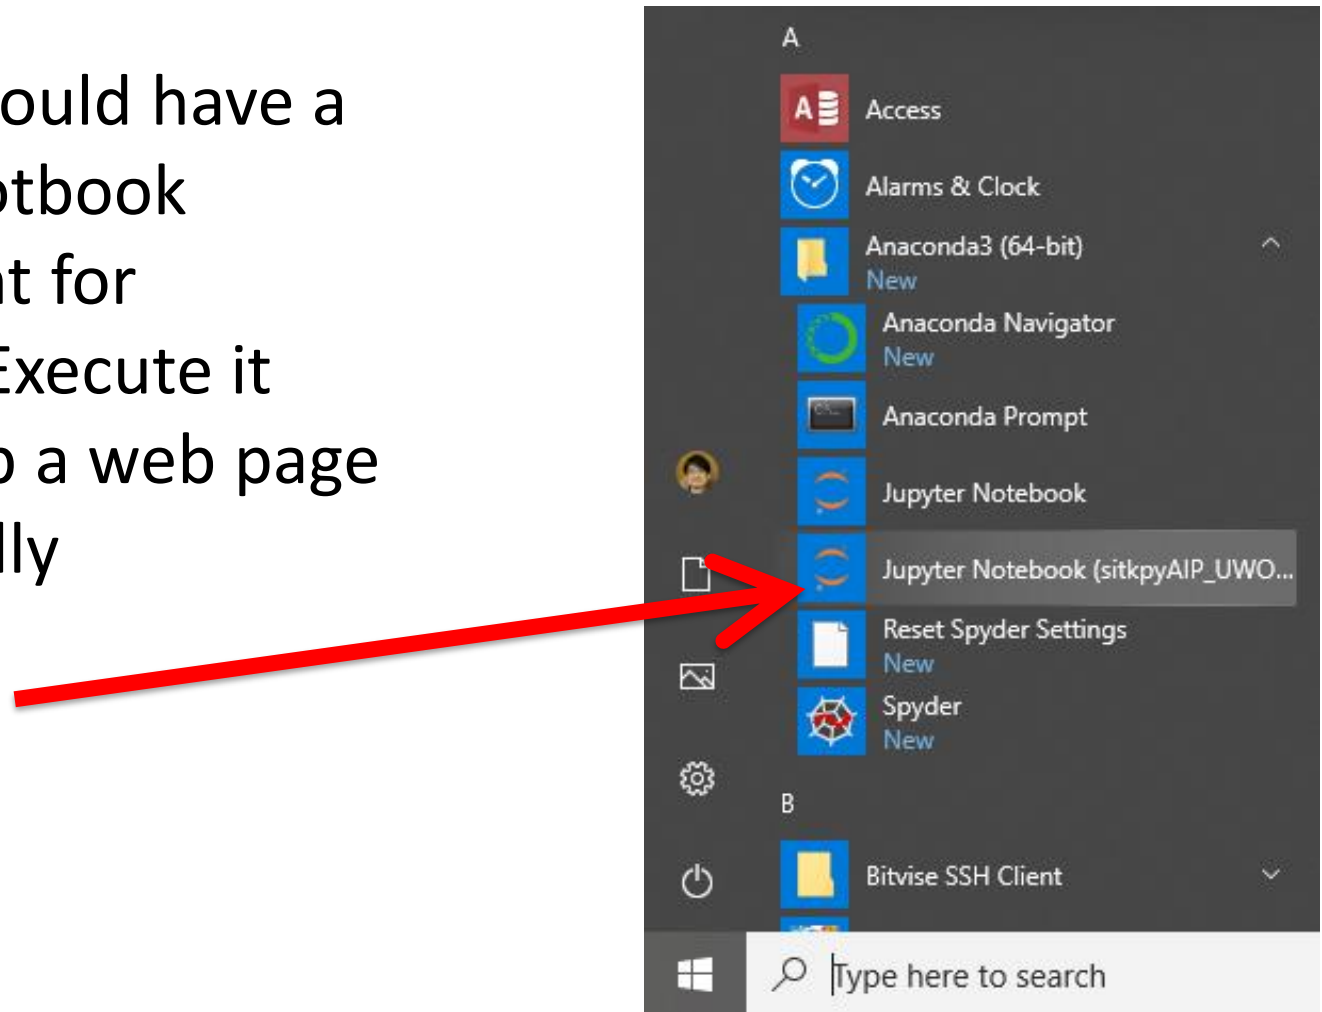 ould have a
otbook
t for
Execute it
a web page
lly
A
Access
Alarms & Clock
Anaconda3 (64-bit)
New
Anaconda Navigator
New
Anaconda Prompt
Jupyter Notebook
Jupyter Notebook (sitkpyAIP_UWO...
Reset Spyder Settings
New
Spyder
New
B
Bitvise SSH Client
Type here to search